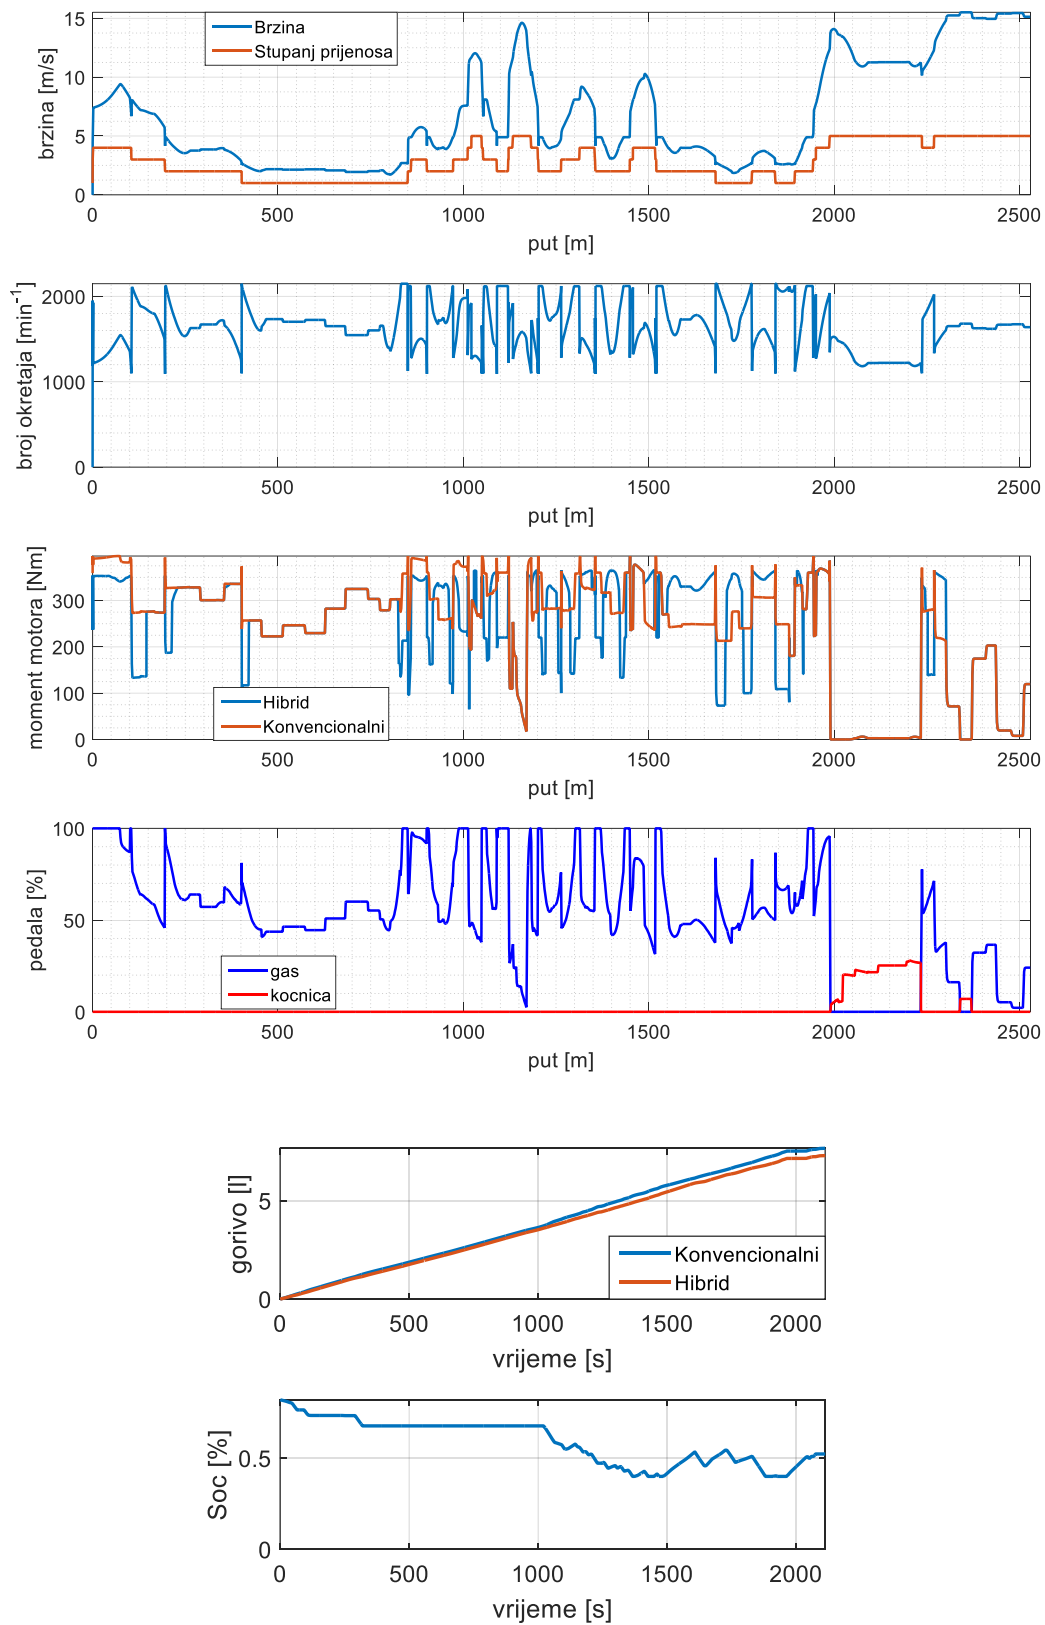 15
10
5
0
brzina [m/s]
Brzina
Stupanj prijenosa
0
500
1000
1500
2000
2500
put [m]
2000
1000
0
broj okretaja [min⁻¹]
0
500
1000
1500
2000
2500
put [m]
300
200
100
0
moment motora [Nm]
Hibrid
Konvencionalni
0
500
1000
1500
2000
2500
put [m]
100
50
0
pedala [%]
gas
kocnica
0
500
1000
1500
2000
2500
put [m]
5
0
gorivo [l]
Konvencionalni
Hibrid
0
500
1000
1500
2000
vrijeme [s]
0.5
0
Soc [%]
0
500
1000
1500
2000
vrijeme [s]